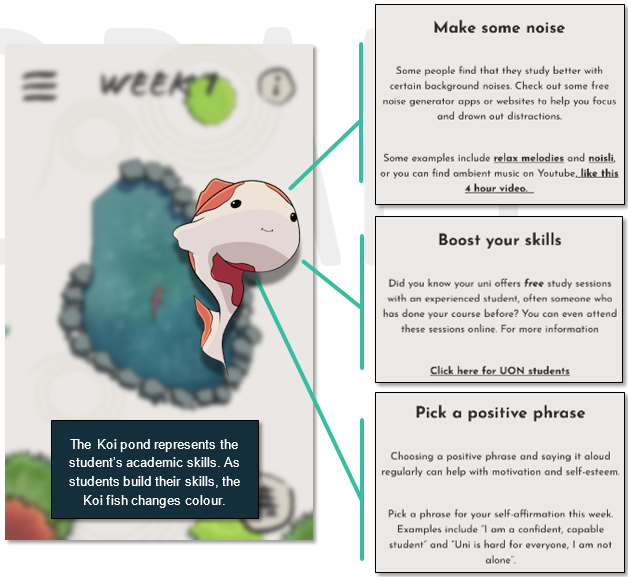 WEEK 1
Make some noise
Some people find that they study better with
certain background noises. Check out some free
noise generator apps or websites to help you focus
and drown out distractions.
Some examples include relax melodies and noisli,
or you can find ambient music on Youtube, like this
4 hour video.
Boost your skills
Did you know your uni offers free study sessions
with an experienced student, often someone who
has done your course before? You can even attend
these sessions online. For more information
Click here for UON students
Pick a positive phrase
Choosing a positive phrase and saying it aloud
regularly can help with motivation and self-esteem.
Pick a phrase for your self-affirmation this week.
Examples include "I am a confident, capable
student" and "Uni is hard for everyone, I am not
alone".
The Koi pond represents the
student's academic skills. As
students build their skills, the
Koi fish changes colour.